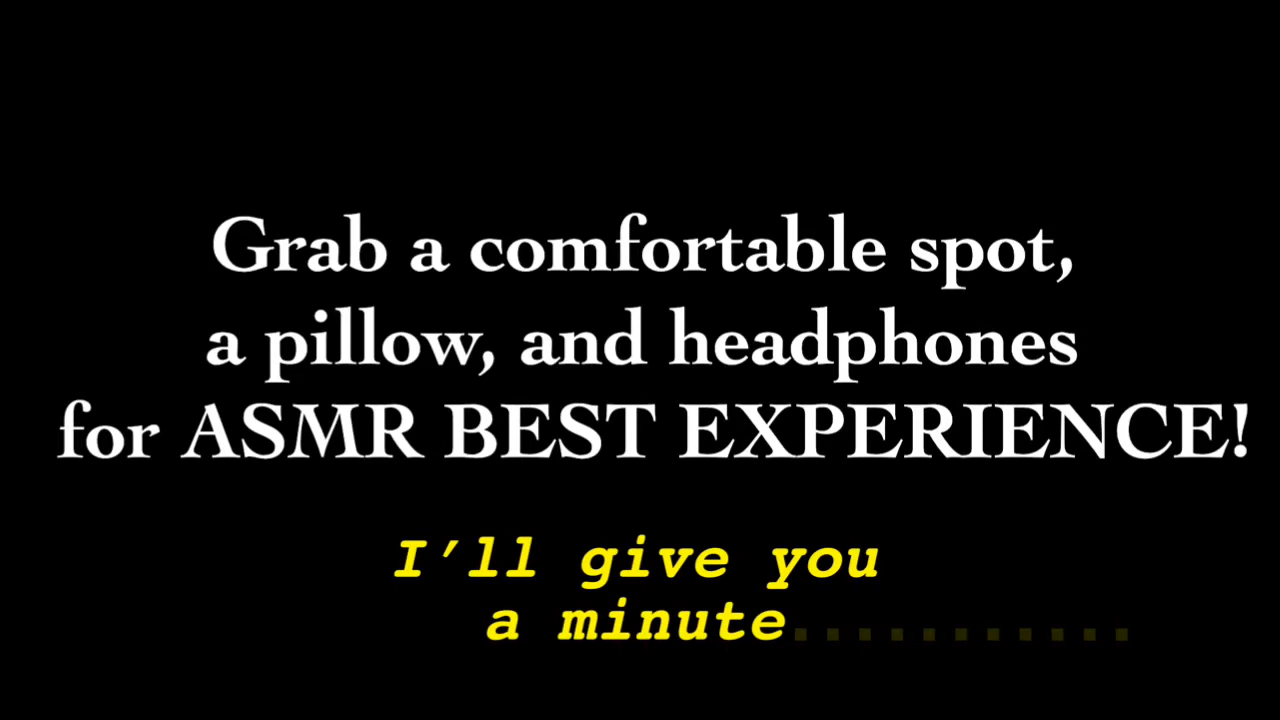 Grab a comfortable spot,
a pillow, and headphones
for ASMR BEST EXPERIENCE!
I'll give you
a minute...........